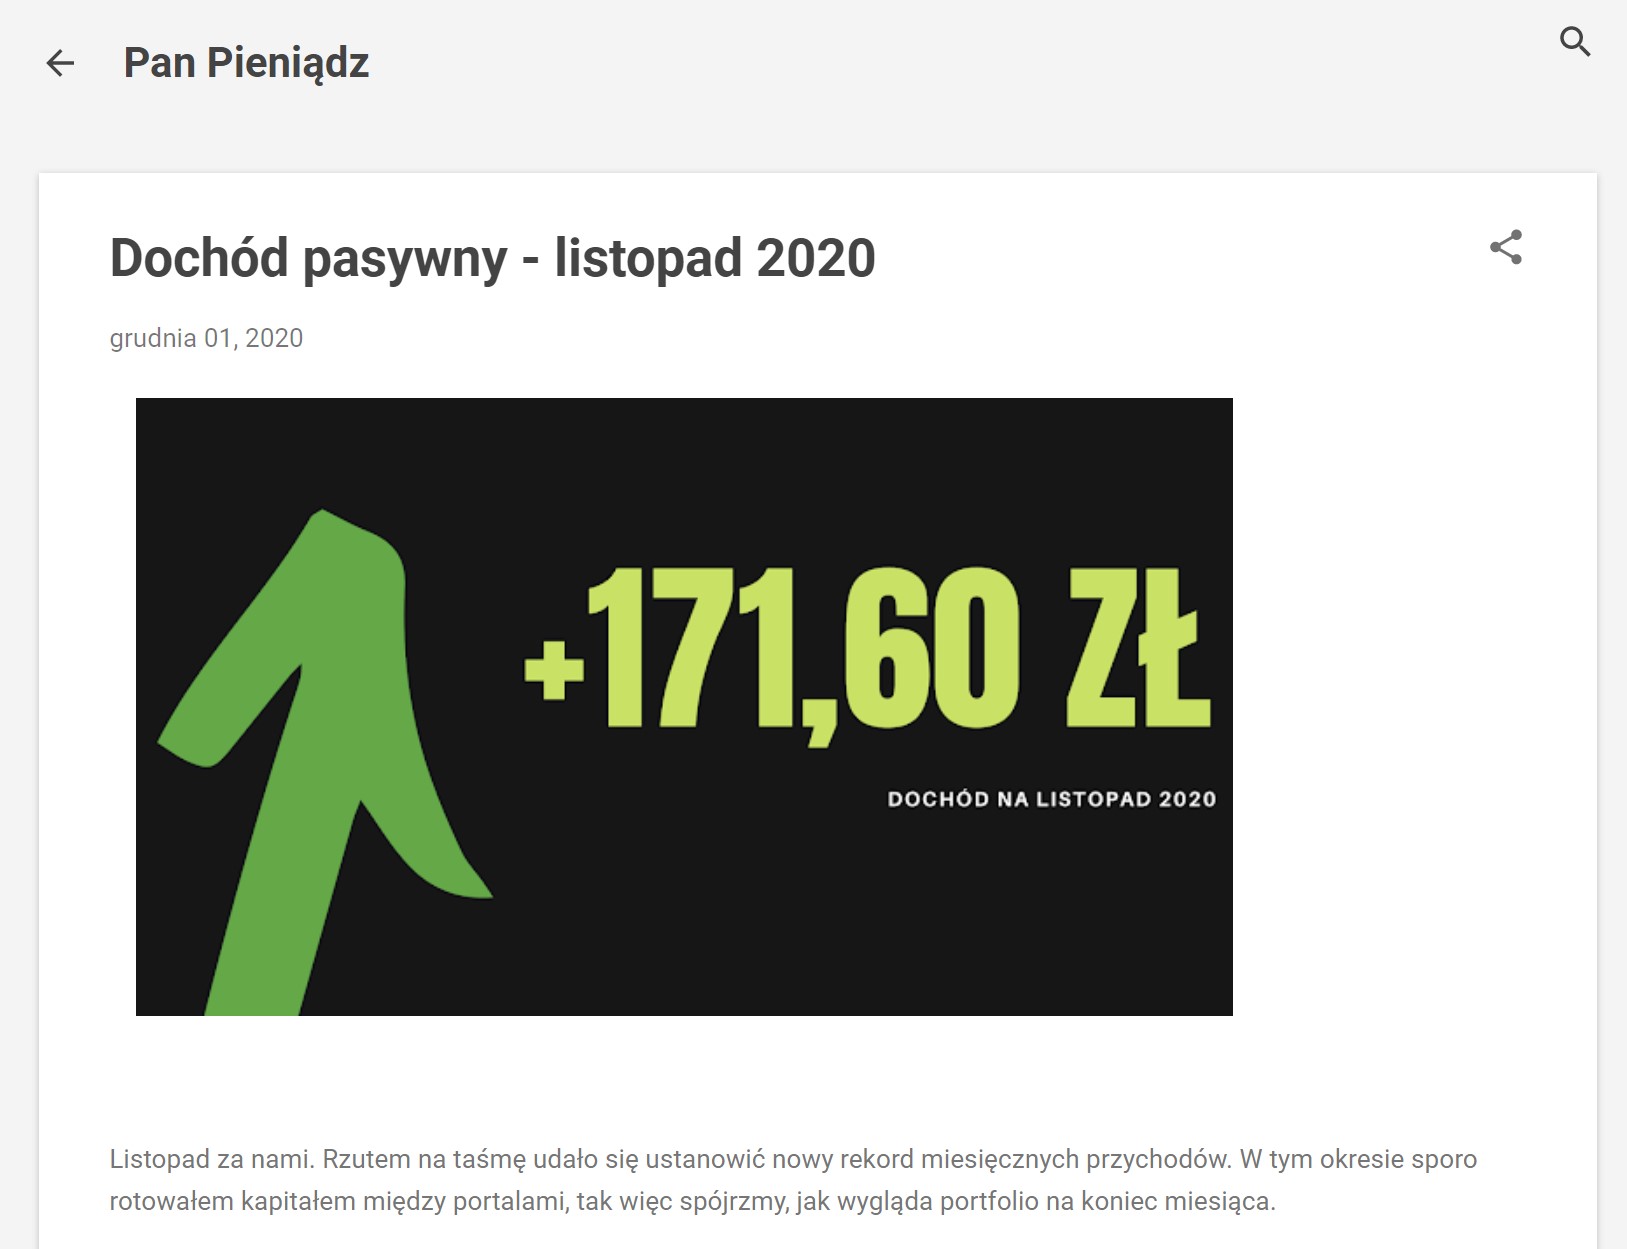 Pan Pieniądz
Dochód pasywny - listopad 2020
grudnia 01, 2020
+171,60 ZŁ
DOCHÓD NA LISTOPAD 2020
Listopad za nami. Rzutem na taśmę udało się ustanowić nowy rekord miesięcznych przychodów. W tym okresie sporo
rotowałem kapitałem między portalami, tak więc spójrzmy, jak wygląda portfolio na koniec miesiąca.